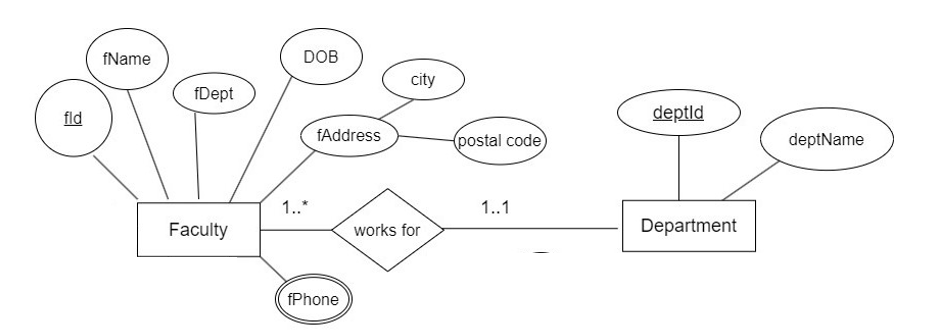 DOB
fName
city
fDept
fId
deptId
fAddress
postal code
deptName
1..*
1..1
Faculty
works for
Department
fPhone